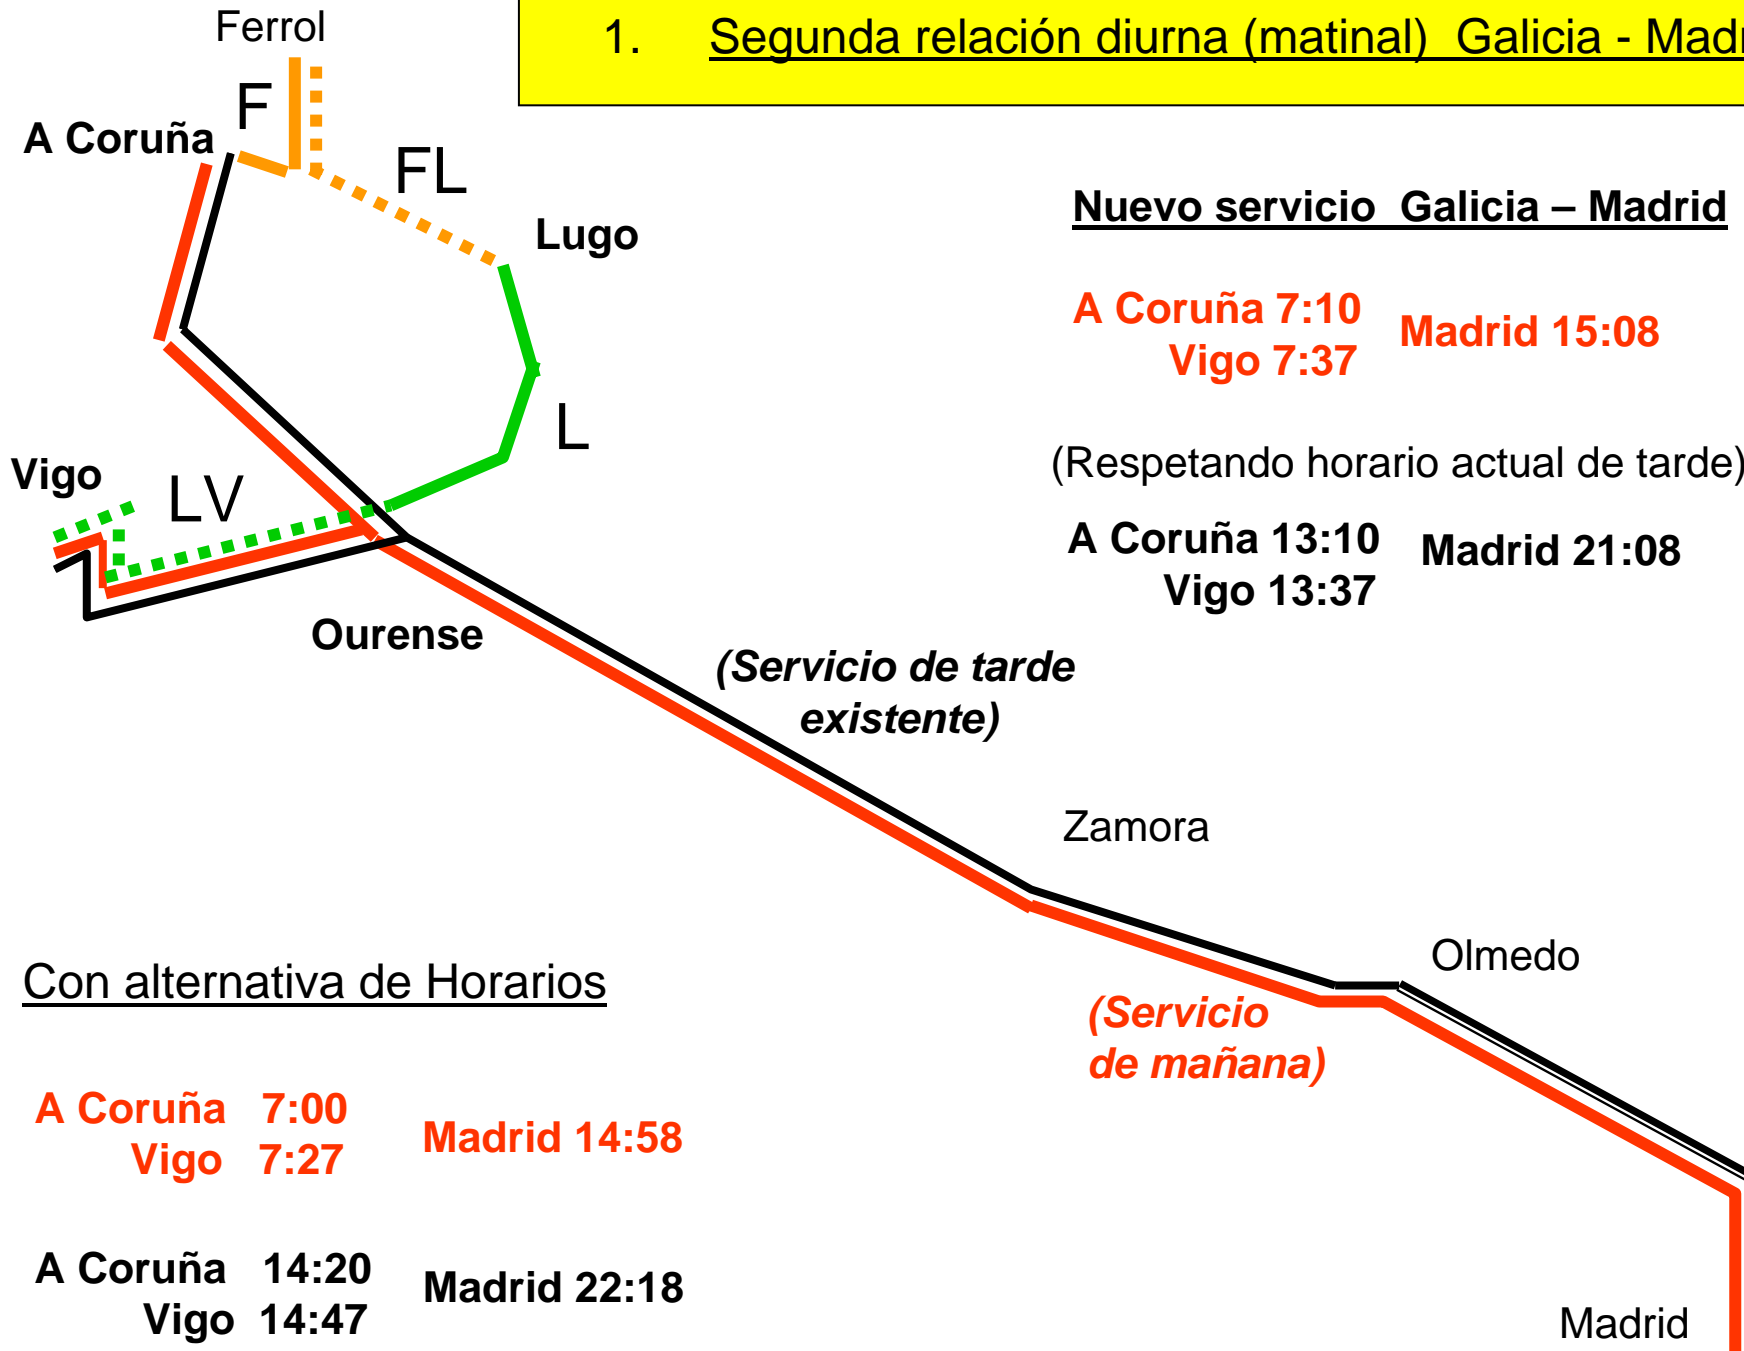 1. Segunda relación diurna (matinal) Galicia -
Ferrol
F
A Coruña
FL
Lugo
L
Vigo
LV
Ourense
Nuevo servicio Galicia – Madrid
A Coruña 7:10
Vigo 7:37
Madrid 15:08
(Respetando horario actual de tarde)
A Coruña 13:10
Vigo 13:37
Madrid 21:08
(Servicio de tarde
existente)
Zamora
Olmedo
(Servicio
de mañana)
Madrid
Con alternativa de Horarios
A Coruña 7:00
Vigo 7:27
Madrid 14:58
A Coruña 14:20
Vigo 14:47
Madrid 22:18